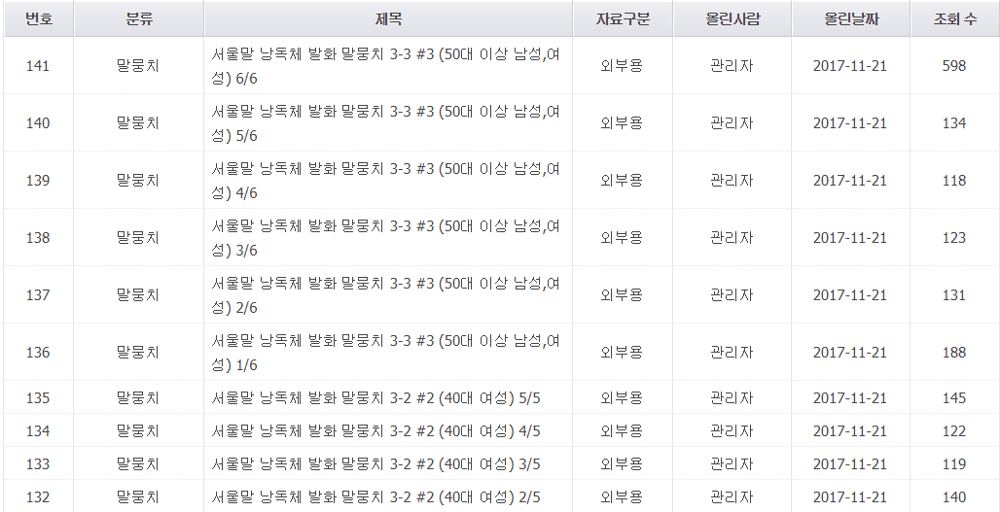 번호 분류 제목 자료구분 올린사람 올린날짜 조회 수
141 말뭉치 서울말 낭독체 발화 말뭉치 3-3 #3 (50대 이상 남성,여 외부용 관리자 2017-11-21 598
성) 6/6
140 말뭉치 서울말 낭독체 발화 말뭉치 3-3 #3 (50대 이상 남성,여 외부용 관리자 2017-11-21 134
성) 5/6
139 말뭉치 서울말 낭독체 발화 말뭉치 3-3 #3 (50대 이상 남성,여 외부용 관리자 2017-11-21 118
성) 4/6
138 말뭉치 서울말 낭독체 발화 말뭉치 3-3 #3 (50대 이상 남성,여 외부용 관리자 2017-11-21 123
성) 3/6
137 말뭉치 서울말 낭독체 발화 말뭉치 3-3 #3 (50대 이상 남성,여 외부용 관리자 2017-11-21 131
성) 2/6
136 말뭉치 서울말 낭독체 발화 말뭉치 3-3 #3 (50대 이상 남성,여 외부용 관리자 2017-11-21 188
성) 1/6
135 말뭉치 서울말 낭독체 발화 말뭉치 3-2 #2 (40대 여성) 5/5 외부용 관리자 2017-11-21 145
134 말뭉치 서울말 낭독체 발화 말뭉치 3-2 #2 (40대 여성) 4/5 외부용 관리자 2017-11-21 122
133 말뭉치 서울말 낭독체 발화 말뭉치 3-2 #2 (40대 여성) 3/5 외부용 관리자 2017-11-21 119
132 말뭉치 서울말 낭독체 발화 말뭉치 3-2 #2 (40대 여성) 2/5 외부용 관리자 2017-11-21 140